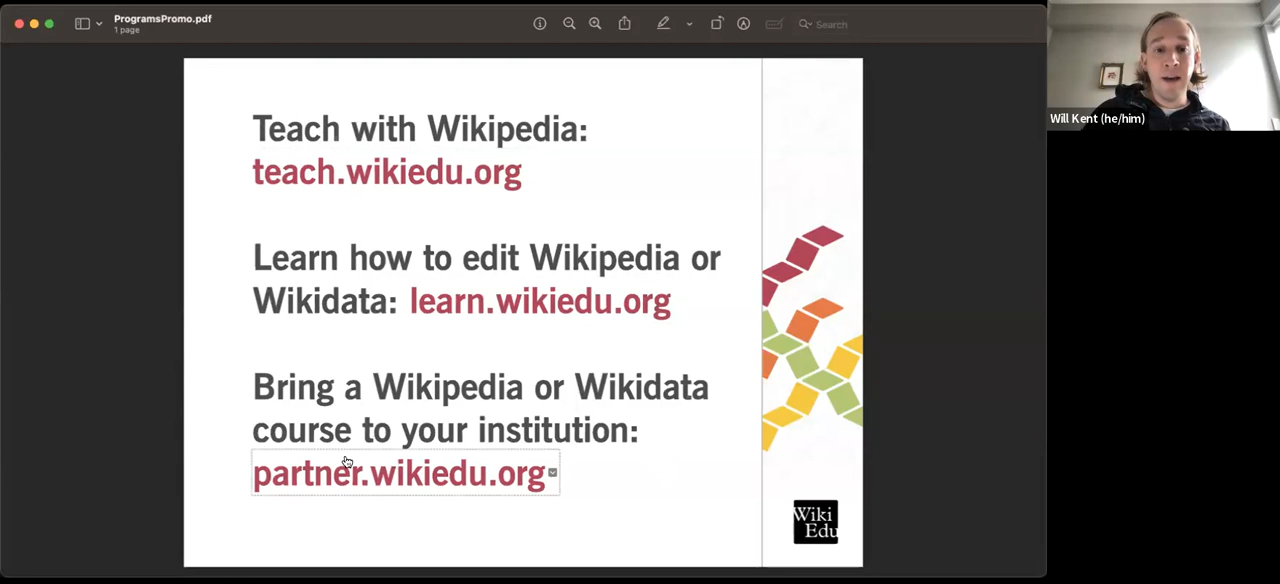 ProgramsPromo.pdf
1 page
Search
Will Kent (he/him)
Teach with Wikipedia:
teach.wikiedu.org
Learn how to edit Wikipedia or
Wikidata: learn.wikiedu.org
Bring a Wikipedia or Wikidata
course to your institution:
partner.wikiedu.org
Wiki
Edu